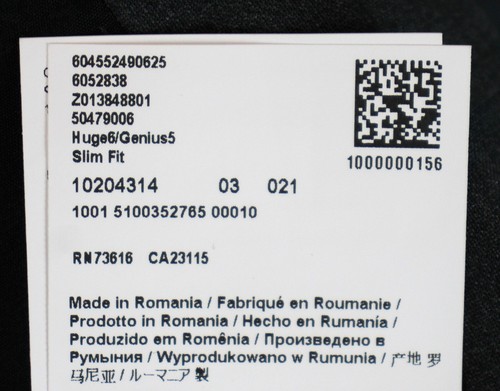 604552490625
6052838
Z013848801
50479006
Huge6/Genius5
Slim Fit
1000000156
10204314 03 021
1001 5100352765 00010
RN73616 CA23115
Made in Romania / Fabriqué en Roumanie /
Prodotto in Romania / Hecho en Rumanía /
Produzido em Romênia / Произведено в
Румыния / Wyprodukowano w Rumunia / 产地 罗
马尼亚 / ルーマニア 製